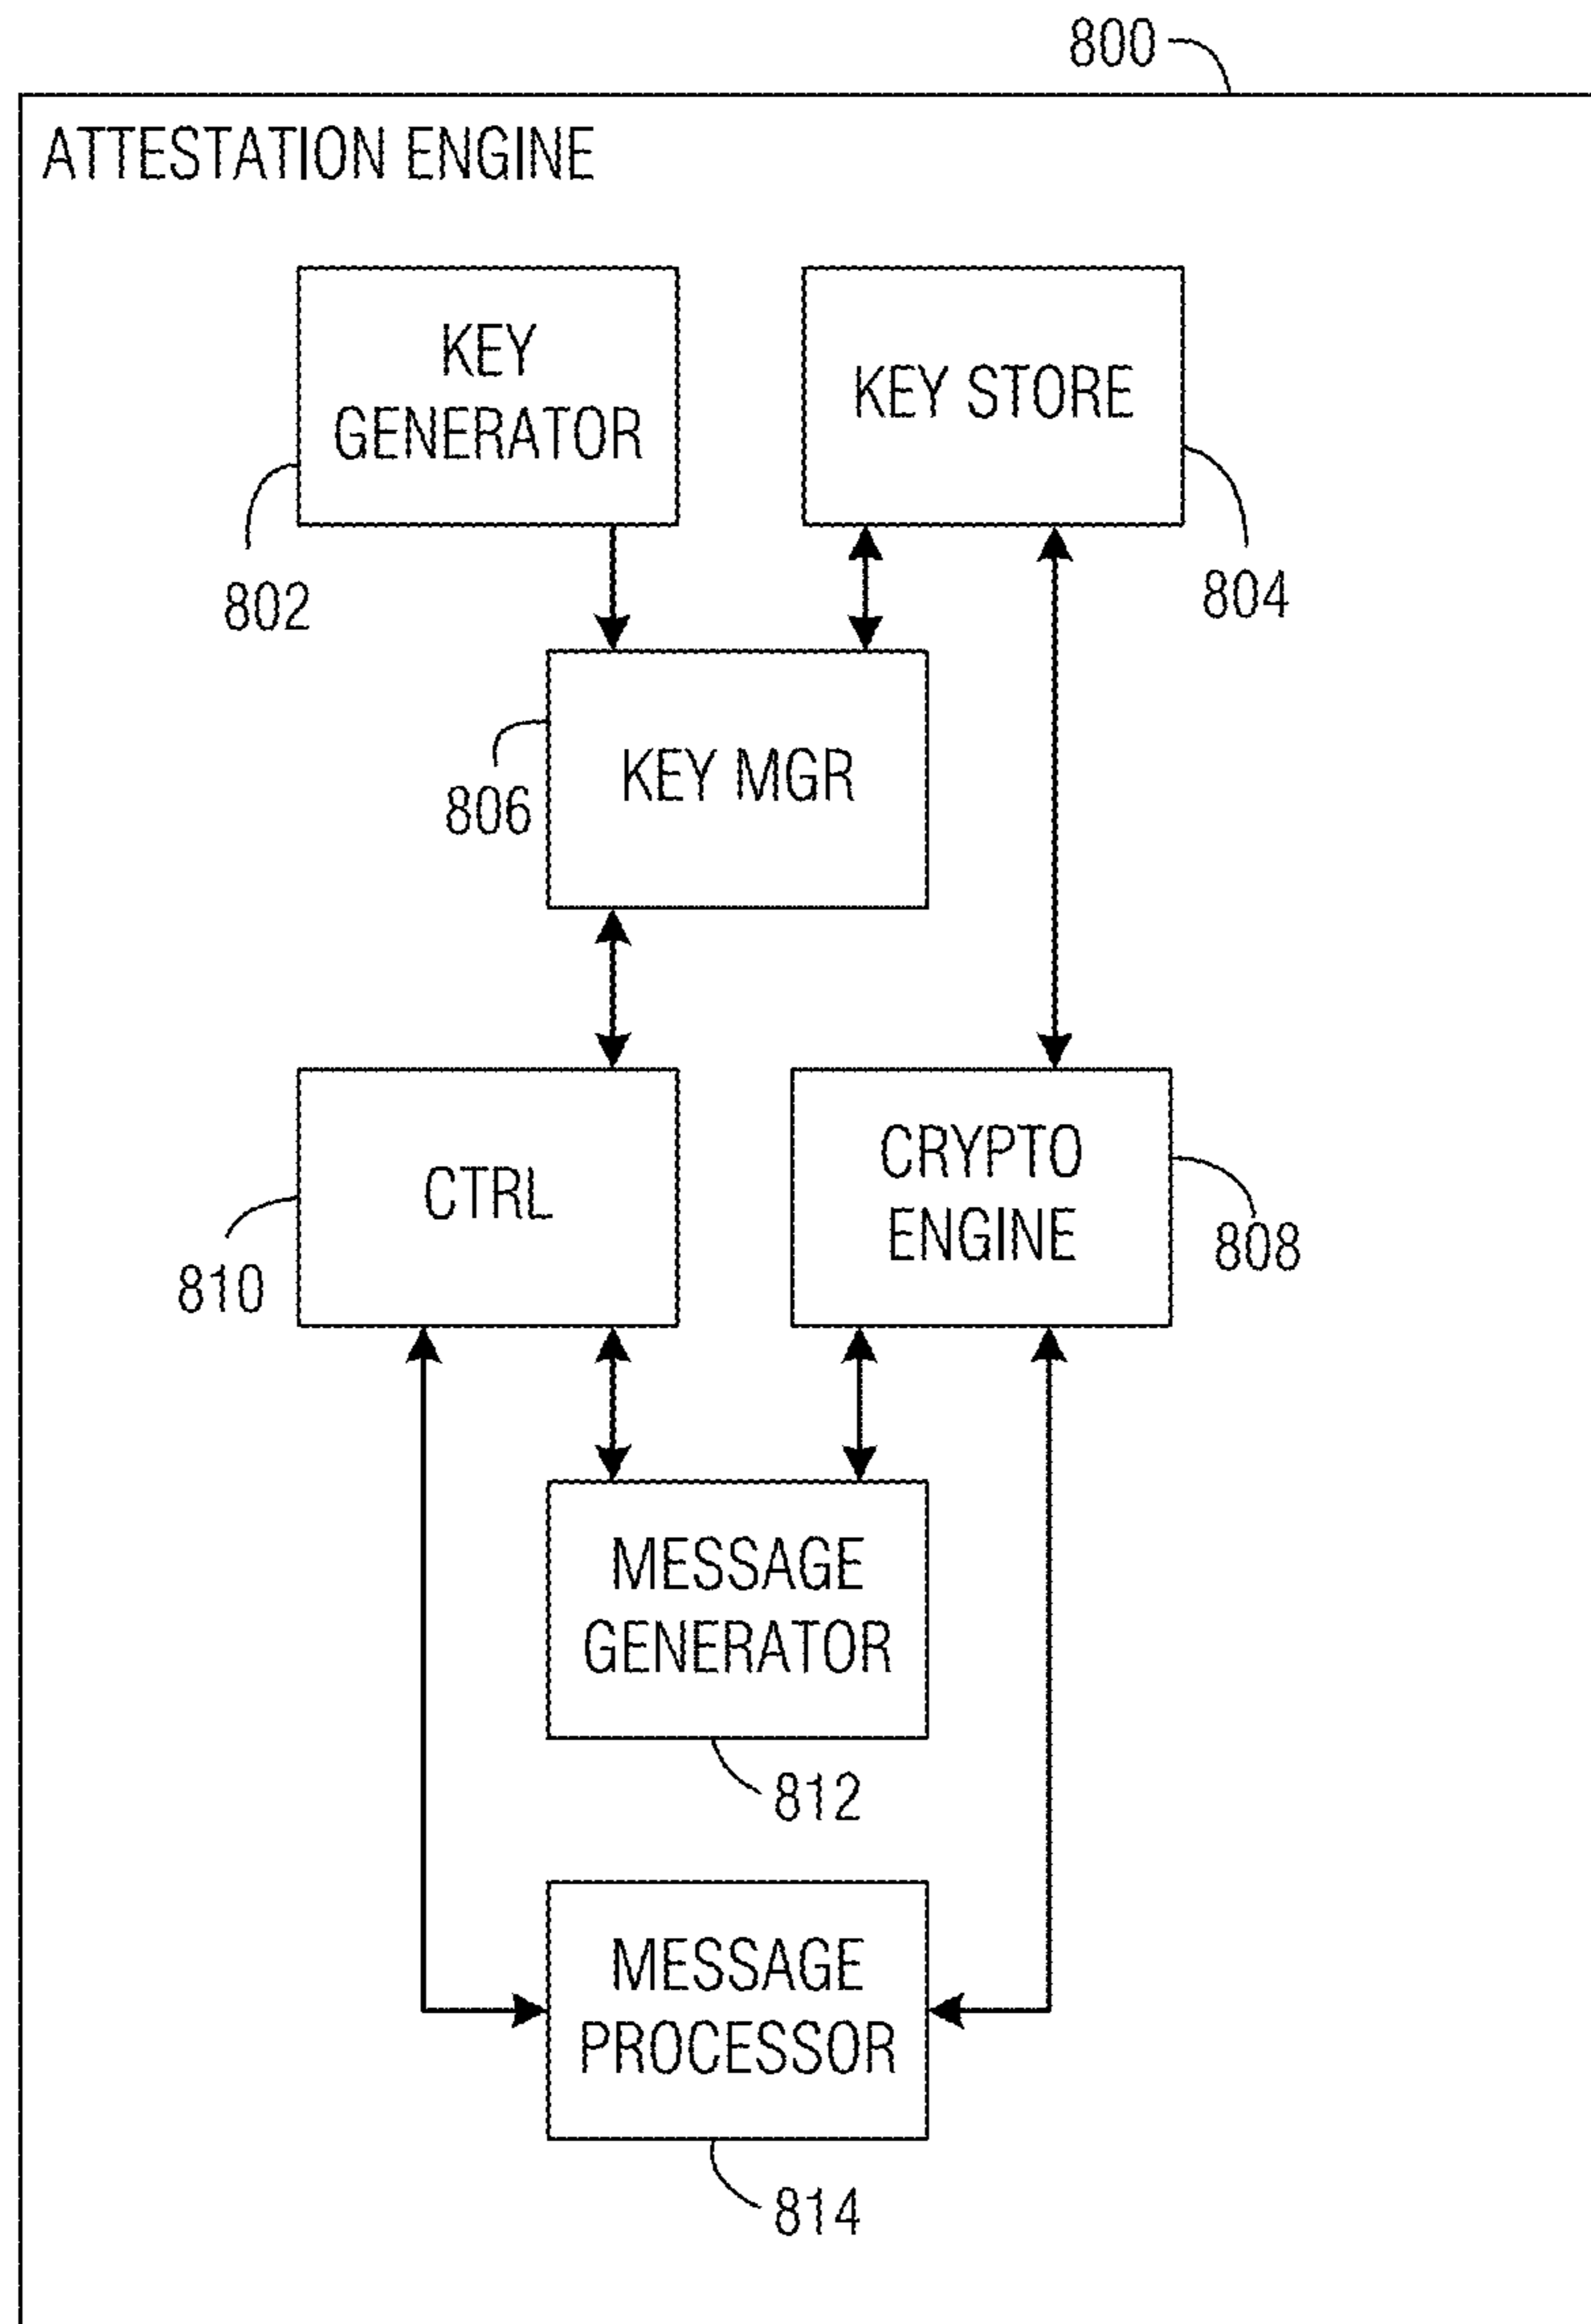 800
ATTESTATION ENGINE
KEY
GENERATOR
KEY STORE
802
804
KEY MGR
806
CTRL
CRYPTO
ENGINE
810
808
MESSAGE
GENERATOR
812
MESSAGE
PROCESSOR
814